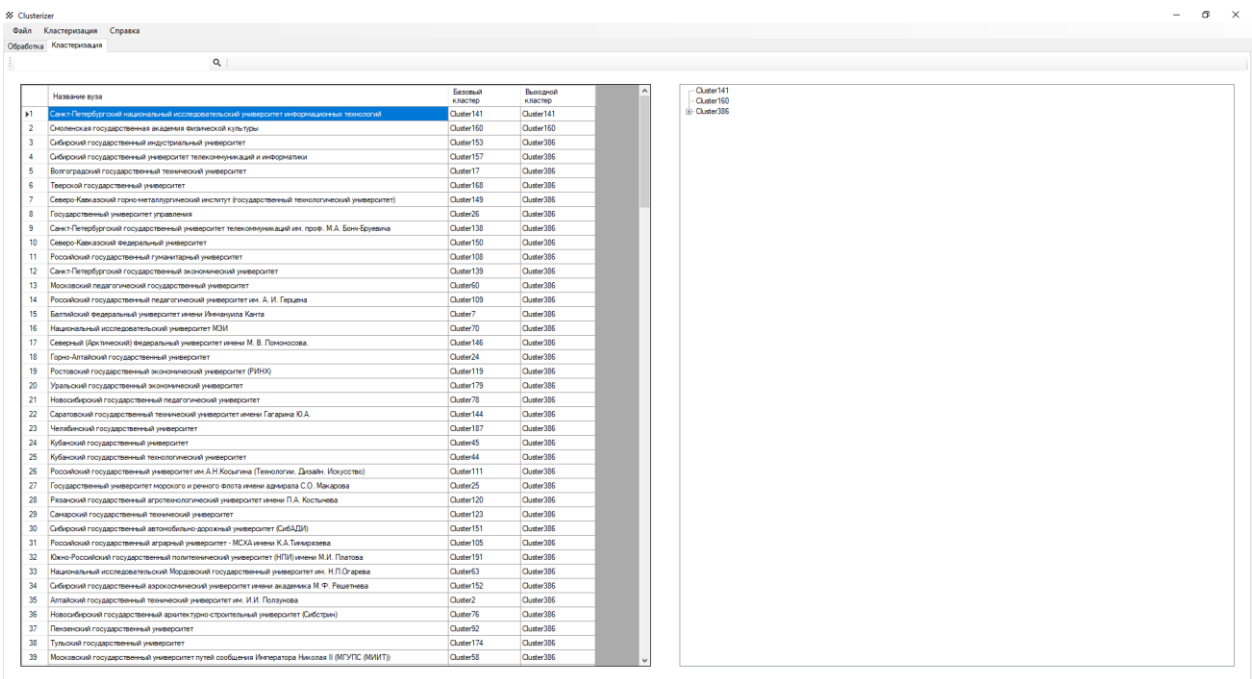 Clusterizer
Файл Кластеризация Справка
Обработка Кластеризация
Название вуза Базовый кластер Выходной кластер
1 Санкт-Петербургский национальный исследовательский университет информационных технологий Cluster141 Cluster141
2 Смоленская государственная академия физической культуры Cluster160 Cluster160
3 Сибирский государственный индустриальный университет Cluster153 Cluster386
4 Сибирский государственный университет телекоммуникаций и информатики Cluster157 Cluster386
5 Волгоградский государственный технический университет Cluster17 Cluster386
6 Тверской государственный университет Cluster168 Cluster386
7 Северо-Кавказский горно-металлургический институт (государственный технологический университет) Cluster149 Cluster386
8 Государственный университет управления Cluster26 Cluster386
9 Санкт-Петербургский государственный университет телекоммуникаций им. проф. М.А. Бонч-Бруевича Cluster138 Cluster386
10 Северо-Кавказский федеральный университет Cluster150 Cluster386
11 Российский государственный гуманитарный университет Cluster108 Cluster386
12 Санкт-Петербургский государственный экономический университет Cluster139 Cluster386
13 Московский педагогический государственный университет Cluster60 Cluster386
14 Российский государственный педагогический университет им. А. И. Герцена Cluster109 Cluster386
15 Балтийский федеральный университет имени Иммануила Канта Cluster7 Cluster386
16 Национальный исследовательский университет МЭИ Cluster70 Cluster386
17 Северный (Арктический) федеральный университет имени М. В. Ломоносова. Cluster146 Cluster386
18 Горно-Алтайский государственный университет Cluster24 Cluster386
19 Ростовский государственный экономический университет (РИНХ) Cluster119 Cluster386
20 Уральский государственный экономический университет Cluster179 Cluster386
21 Новосибирский государственный педагогический университет Cluster78 Cluster386
22 Саратовский государственный технический университет имени Гагарина Ю.А. Cluster144 Cluster386
23 Челябинский государственный университет Cluster187 Cluster386
24 Кубанский государственный университет Cluster45 Cluster386
25 Кубанский государственный технологический университет Cluster44 Cluster386
26 Российский государственный университет им.А.Н.Косыгина (Технологии. Дизайн. Искусство) Cluster111 Cluster386
27 Государственный университет морского и речного флота имени адмирала С.О. Макарова Cluster25 Cluster386
28 Рязанский государственный агротехнологический университет имени П.А. Костычева Cluster120 Cluster386
29 Самарский государственный технический университет Cluster123 Cluster386
30 Сибирский государственный автомобильно-дорожный университет (СибАДИ) Cluster151 Cluster386
31 Российский государственный аграрный университет - МСХА имени К.А.Тимирязева Cluster105 Cluster386
32 Южно-Российский государственный политехнический университет (НПИ) имени М.И. Платова Cluster191 Cluster386
33 Национальный исследовательский Мордовский государственный университет им. Н.П.Огарева Cluster63 Cluster386
34 Сибирский государственный аэрокосмический университет имени академика М.Ф. Решетнева Cluster152 Cluster386
35 Алтайский государственный технический университет им. И.И. Ползунова Cluster2 Cluster386
36 Новосибирский государственный архитектурно-строительный университет (Сибстрин) Cluster76 Cluster386
37 Пензенский государственный университет Cluster92 Cluster386
38 Тульский государственный университет Cluster174 Cluster386
39 Московский государственный университет путей сообщения Императора Николая II (МГУПС (МИИТ)) Cluster58 Cluster386
Cluster141
Cluster160
Cluster386